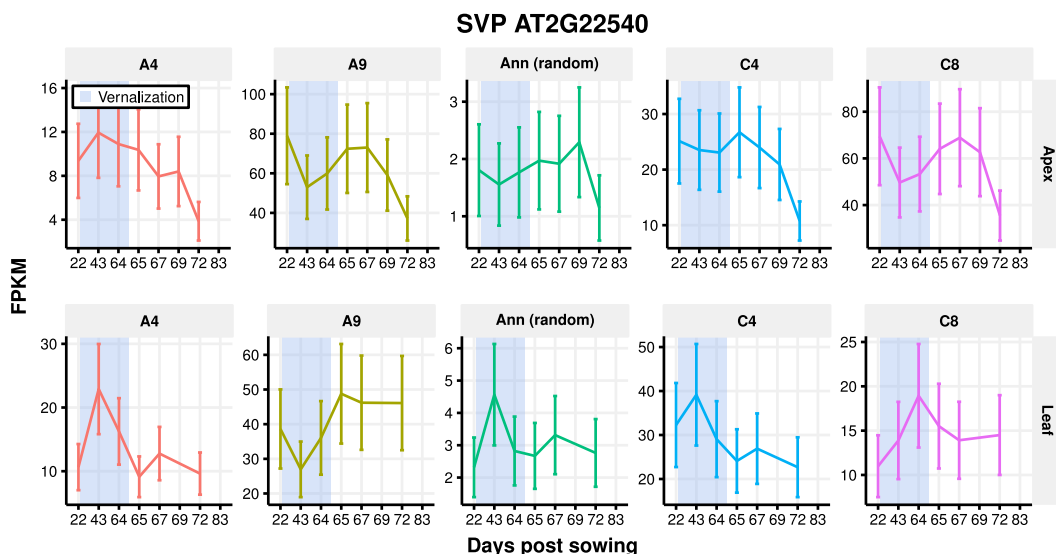 SVP AT2G22540
A4 A9 Ann (random) C4 C8
Vernalization
16 12 8 4
100 80 60 40
3 2 1
30 20 10
80 60 40
Apex
22 43 64 65 67 69 72 83 22 43 64 65 67 69 72 83 22 43 64 65 67 69 72 83 22 43 64 65 67 69 72 83 22 43 64 65 67 69 72 83
FPKM
A4 A9 Ann (random) C4 C8
30 20 10
60 50 40 30 20
6 5 4 3 2
50 40 30 20
25 20 15 10
Leaf
22 43 64 65 67 69 72 83 22 43 64 65 67 69 72 83 22 43 64 65 67 69 72 83 22 43 64 65 67 69 72 83 22 43 64 65 67 69 72 83
Days post sowing